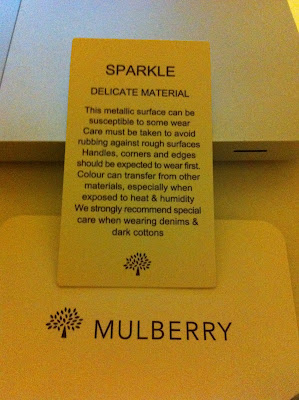 SPARKLE
DELICATE MATERIAL
This metallic surface can be
susceptible to some wear
Care must be taken to avoid
rubbing against rough surfaces
Handles, corners and edges
should be expected to wear first.
Colour can transfer from other
materials, especially when
exposed to heat & humidity
We strongly recommend special
care when wearing denims &
dark cottons
MULBERRY